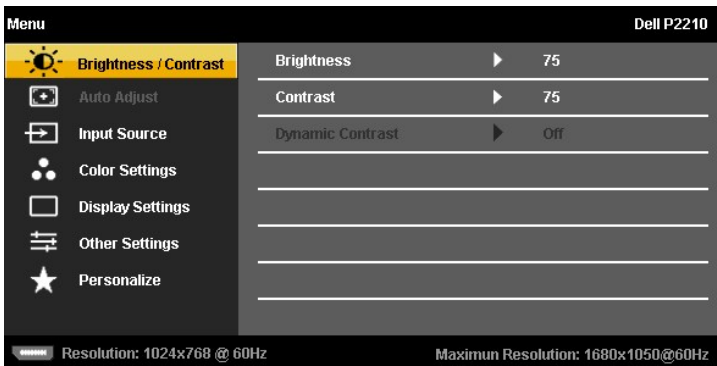 Menu Dell P2210
Brightness / Contrast Brightness 75
Auto Adjust Contrast 75
Input Source Dynamic Contrast Off
Color Settings
Display Settings
Other Settings
Personalize
Resolution: 1024x768 @ 60Hz Maximun Resolution: 1680x1050@60Hz